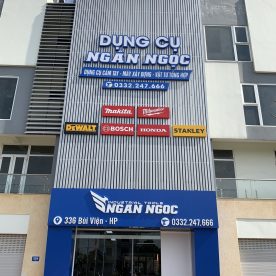 DỤNG CỤ
NGÂN NGỌC
DỤNG CỤ CẦM TAY - MÁY XÂY DỰNG - VẬT TƯ TỔNG HỢP
0332.247.666
Makita
Milwaukee
DEWALT
BOSCH
HONDA
STANLEY
INDUSTRIAL TOOLS
NGÂN NGỌC
336 Bùi Viện - HP
0332.247.666